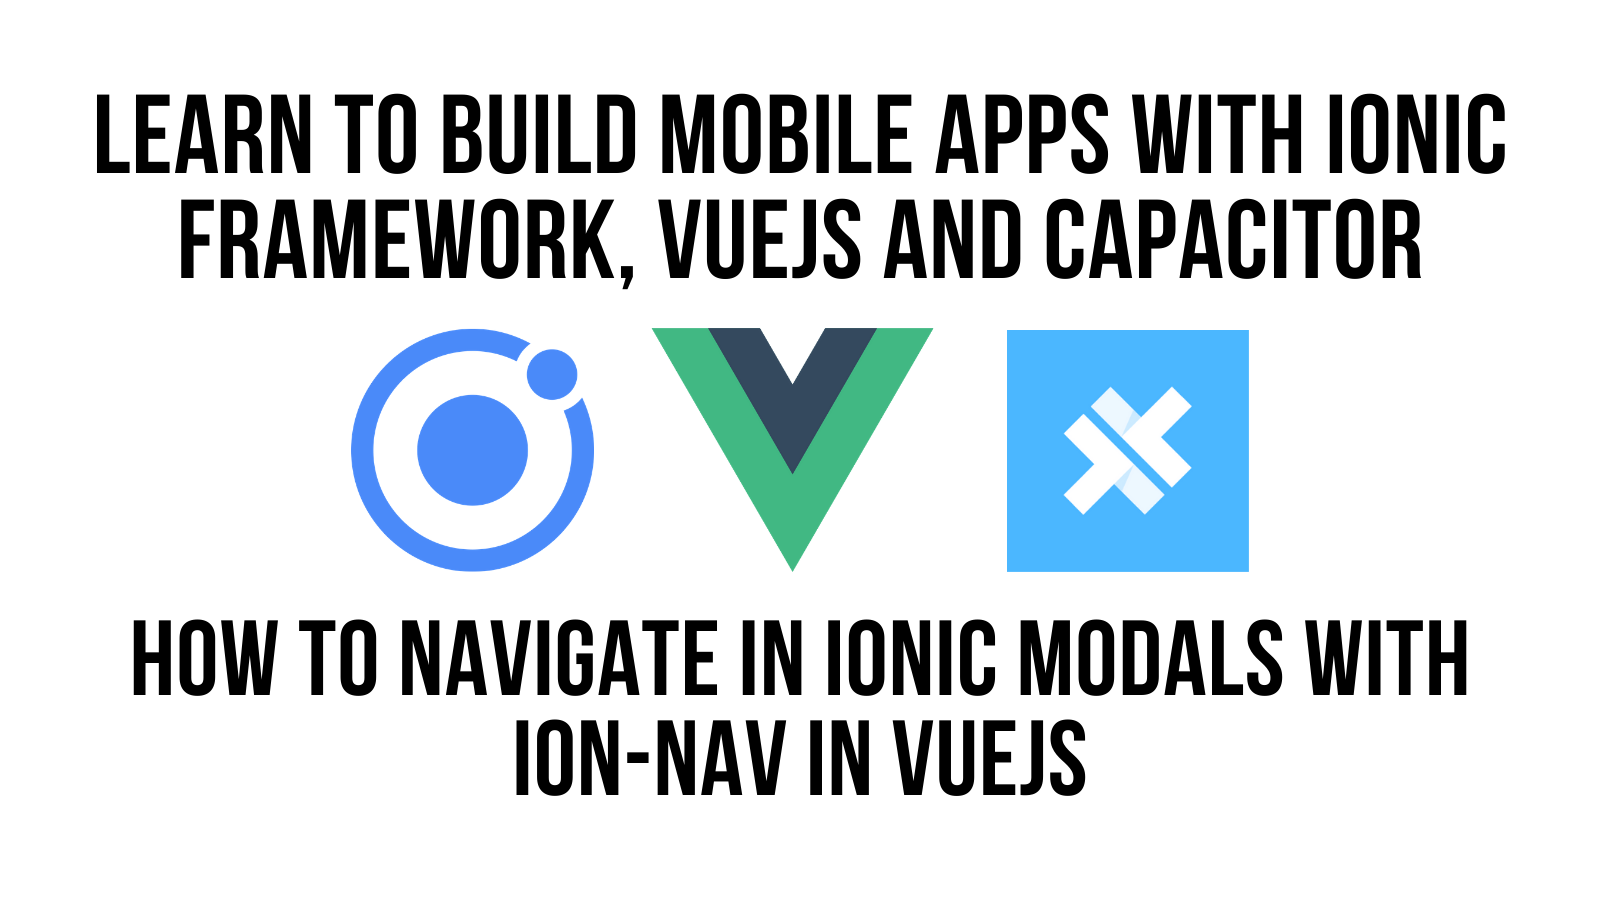 LEARN TO BUILD MOBILE APPS WITH IONIC
FRAMEWORK, VUEJS AND CAPACITOR
HOW TO NAVIGATE IN IONIC MODALS WITH
ION-NAV IN VUEJS